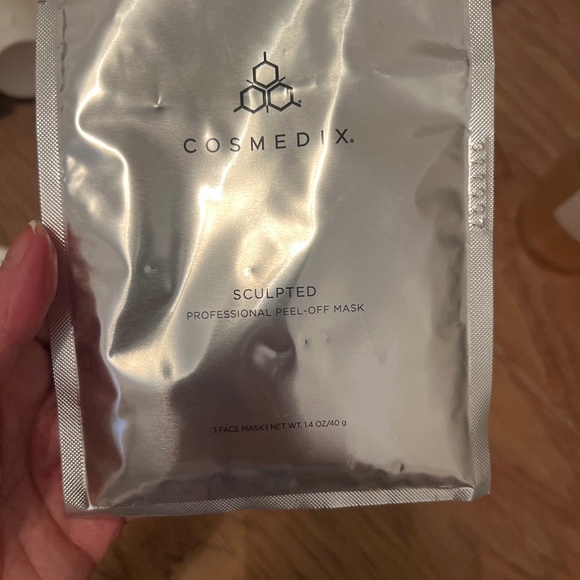 COSMEDIX®
SCULPTED
PROFESSIONAL PEEL-OFF MASK
1 FACE MASK | NET WT. 1.4 OZ/40 g